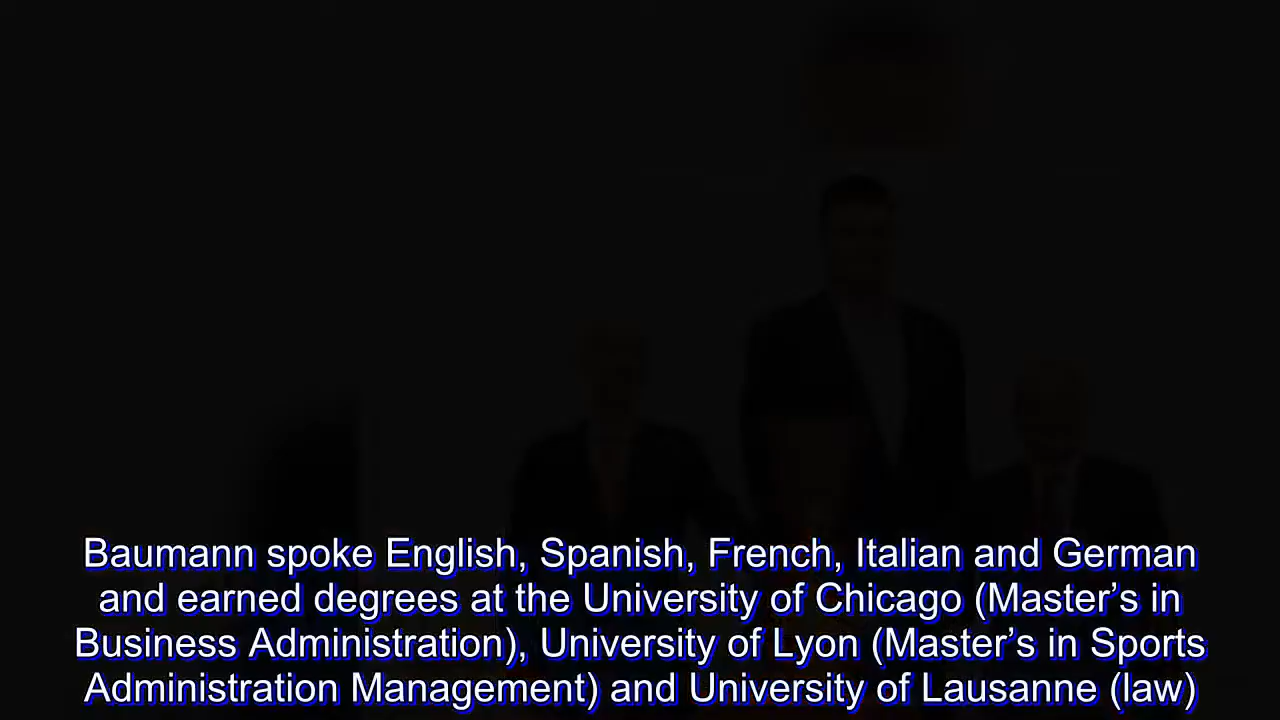 Baumann spoke English, Spanish, French, Italian and German
and earned degrees at the University of Chicago (Master’s in
Business Administration), University of Lyon (Master’s in Sports
Administration Management) and University of Lausanne (law)